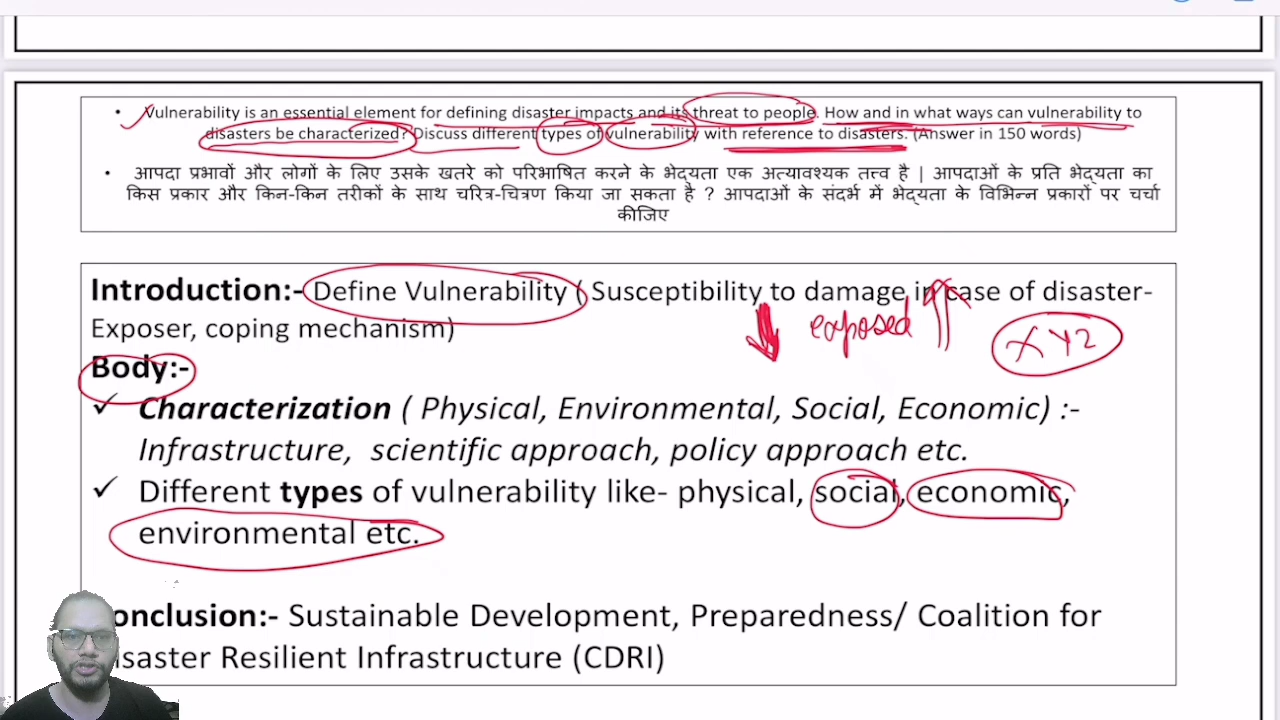 • Vulnerability is an essential element for defining disaster impacts and its threat to people. How and in what ways can vulnerability to
disasters be characterized? Discuss different types of vulnerability with reference to disasters. (Answer in 150 words)
• आपदा प्रभावों और लोगों के लिए उसके खतरे को परिभाषित करने के भेद्यता एक अत्यावश्यक तत्त्व है | आपदाओं के प्रति भेद्यता का
किस प्रकार और किन-किन तरीकों के साथ चरित्र-चित्रण किया जा सकता है ? आपदाओं के संदर्भ में भेद्यता के विभिन्न प्रकारों पर चर्चा
कीजिए
Introduction:- Define Vulnerability ( Susceptibility to damage in case of disaster-
Exposer, coping mechanism)
exposed
XYZ
Body:-
✓ Characterization ( Physical, Environmental, Social, Economic) :-
Infrastructure, scientific approach, policy approach etc.
✓ Different types of vulnerability like- physical, social, economic,
environmental etc.
onclusion:- Sustainable Development, Preparedness/ Coalition for
isaster Resilient Infrastructure (CDRI)